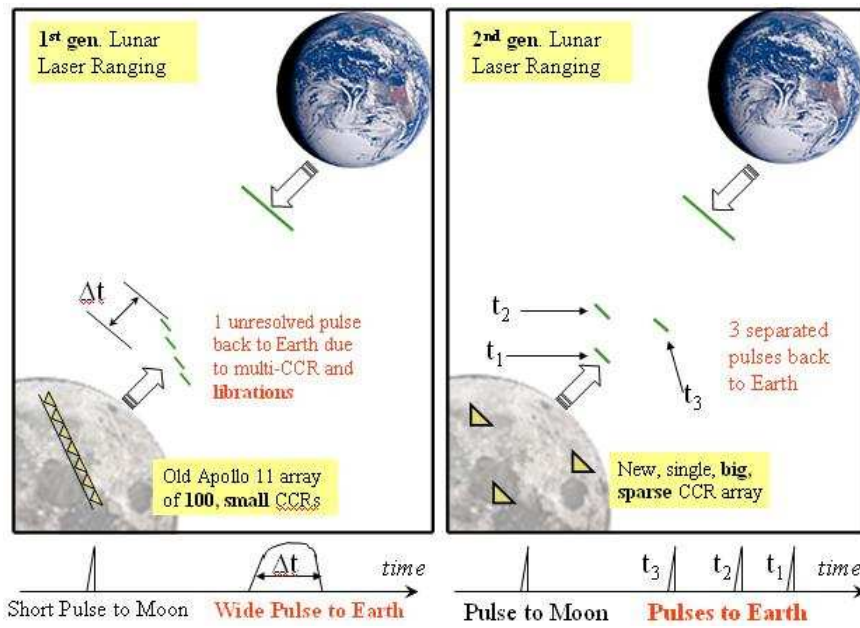 1st gen. Lunar
Laser Ranging
Δt
1 unresolved pulse
back to Earth due
to multi-CCR and
librations
Old Apollo 11 array
of 100, small CCRs
Δt
time
Short Pulse to Moon
Wide Pulse to Earth
2nd gen. Lunar
Laser Ranging
t2
t1
t3
3 separated
pulses back
to Earth
New, single, big,
sparse CCR array
t3
t2
t1
time
Pulse to Moon
Pulses to Earth